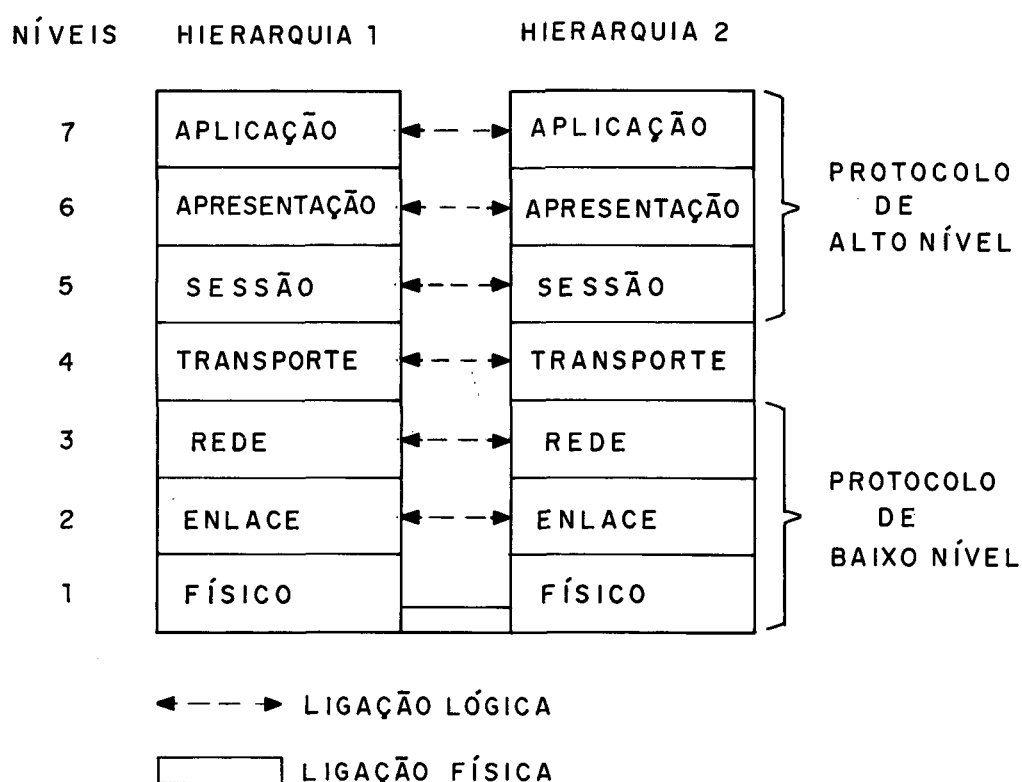 NÍVEIS HIERARQUIA 1 HIERARQUIA 2
7 APLICAÇÃO APLICAÇÃO
6 APRESENTAÇÃO APRESENTAÇÃO
5 SESSÃO SESSÃO
4 TRANSPORTE TRANSPORTE
3 REDE REDE
2 ENLACE ENLACE
1 FÍSICO FÍSICO
PROTOCOLO
DE
ALTO NÍVEL
PROTOCOLO
DE
BAIXO NÍVEL
LIGAÇÃO LÓGICA
LIGAÇÃO FÍSICA